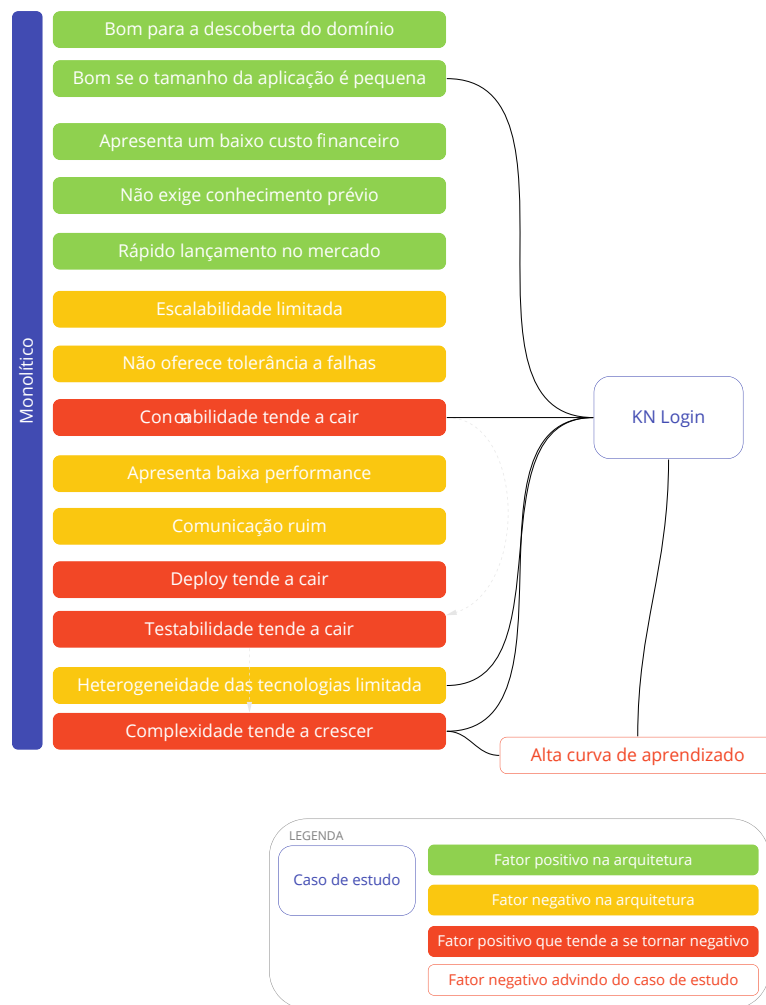 Monolítico
Bom para a descoberta do domínio
Bom se o tamanho da aplicação é pequena
Apresenta um baixo custo financeiro
Não exige conhecimento prévio
Rápido lançamento no mercado
Escalabilidade limitada
Não oferece tolerância a falhas
tende a cair
Apresenta baixa performance
Comunicação ruim
Deploy tende a cair
Testabilidade tende a cair
Heterogeneidade das tecnologias limitada
Complexidade tende a crescer
KN Login
Alta curva de aprendizado
LEGENDA
Caso de estudo
Fator positivo na arquitetura
Fator negativo na arquitetura
Fator positivo que tende a se tornar negativo
Fator negativo advindo do caso de estudo